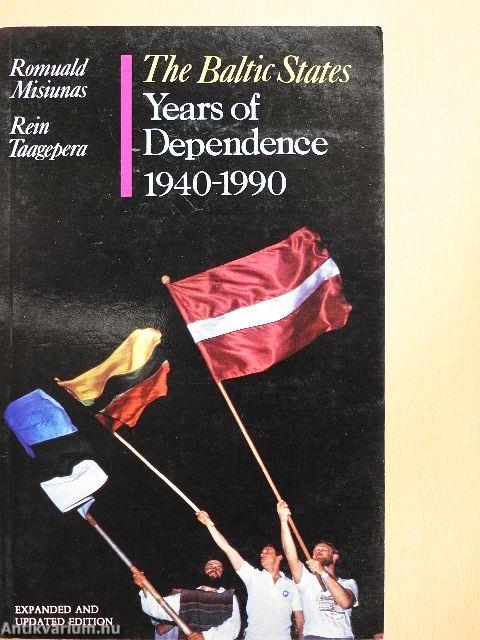 Romuald
Misiunas
Rein
Taagepera
The Baltic States
Years of
Dependence
1940-1990
EXPANDED AND
UPDATED EDITION
Antikvarium.hu